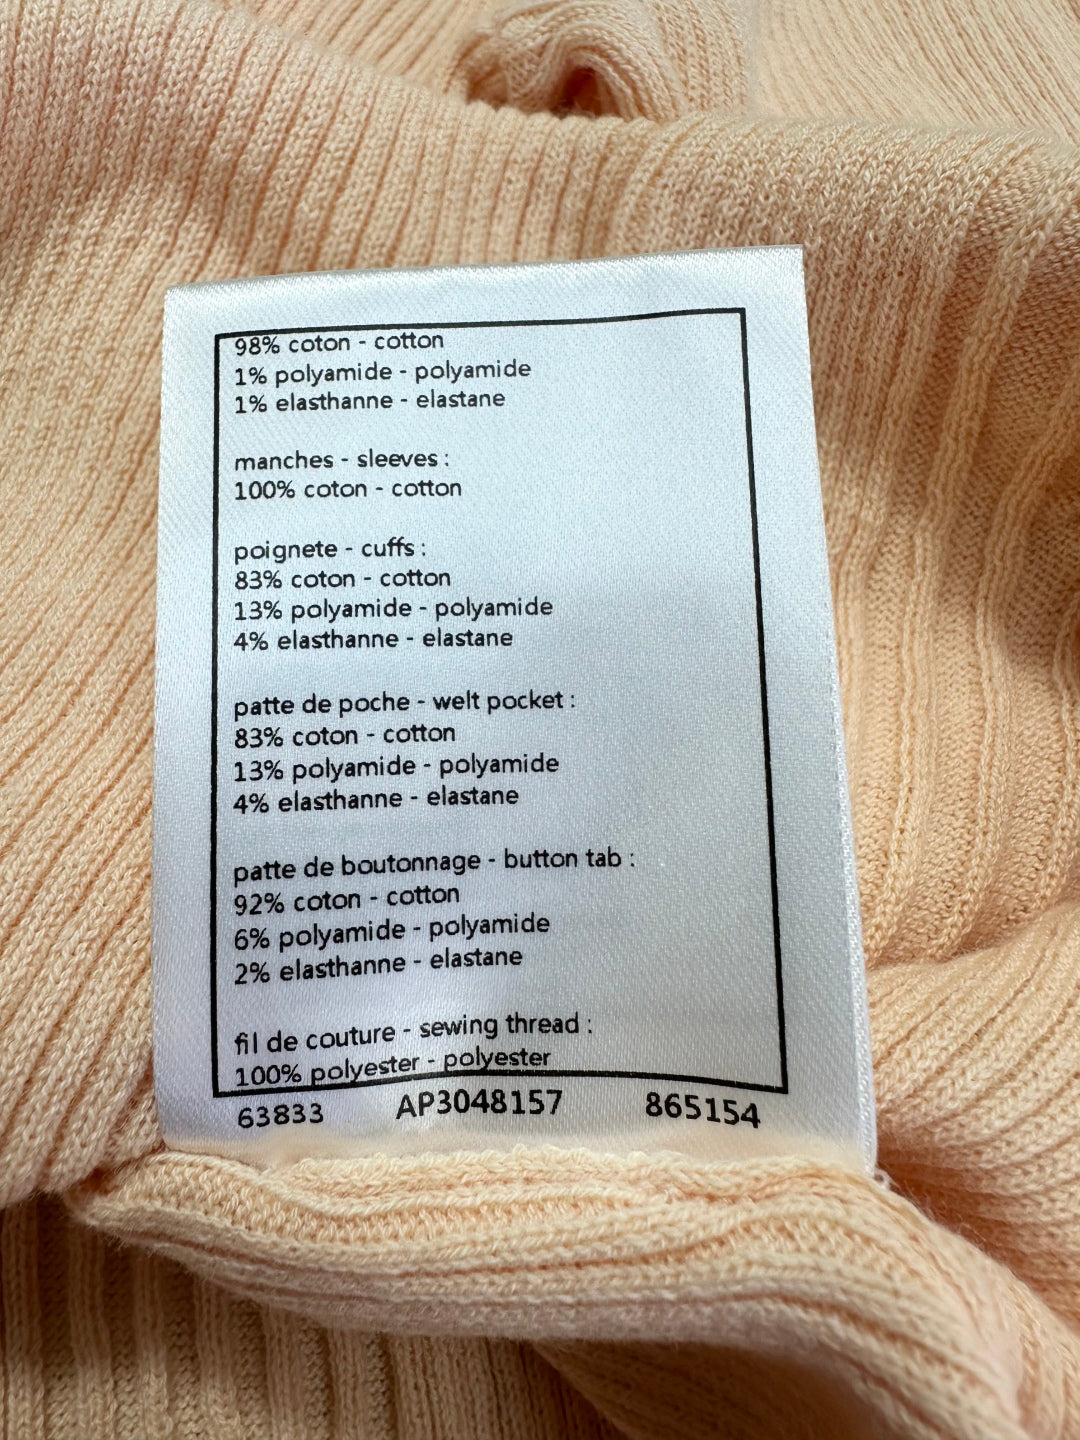 98% coton - cotton
1% polyamide - polyamide
1% elasthanne - elastane
manches - sleeves :
100% coton - cotton
poignete - cuffs :
83% coton - cotton
13% polyamide - polyamide
4% elasthanne - elastane
patte de poche - welt pocket :
83% coton - cotton
13% polyamide - polyamide
4% elasthanne - elastane
patte de boutonnage - button tab :
92% coton - cotton
6% polyamide - polyamide
2% elasthanne - elastane
fil de couture - sewing thread :
100% polyester - polyester
63833 AP3048157 865154